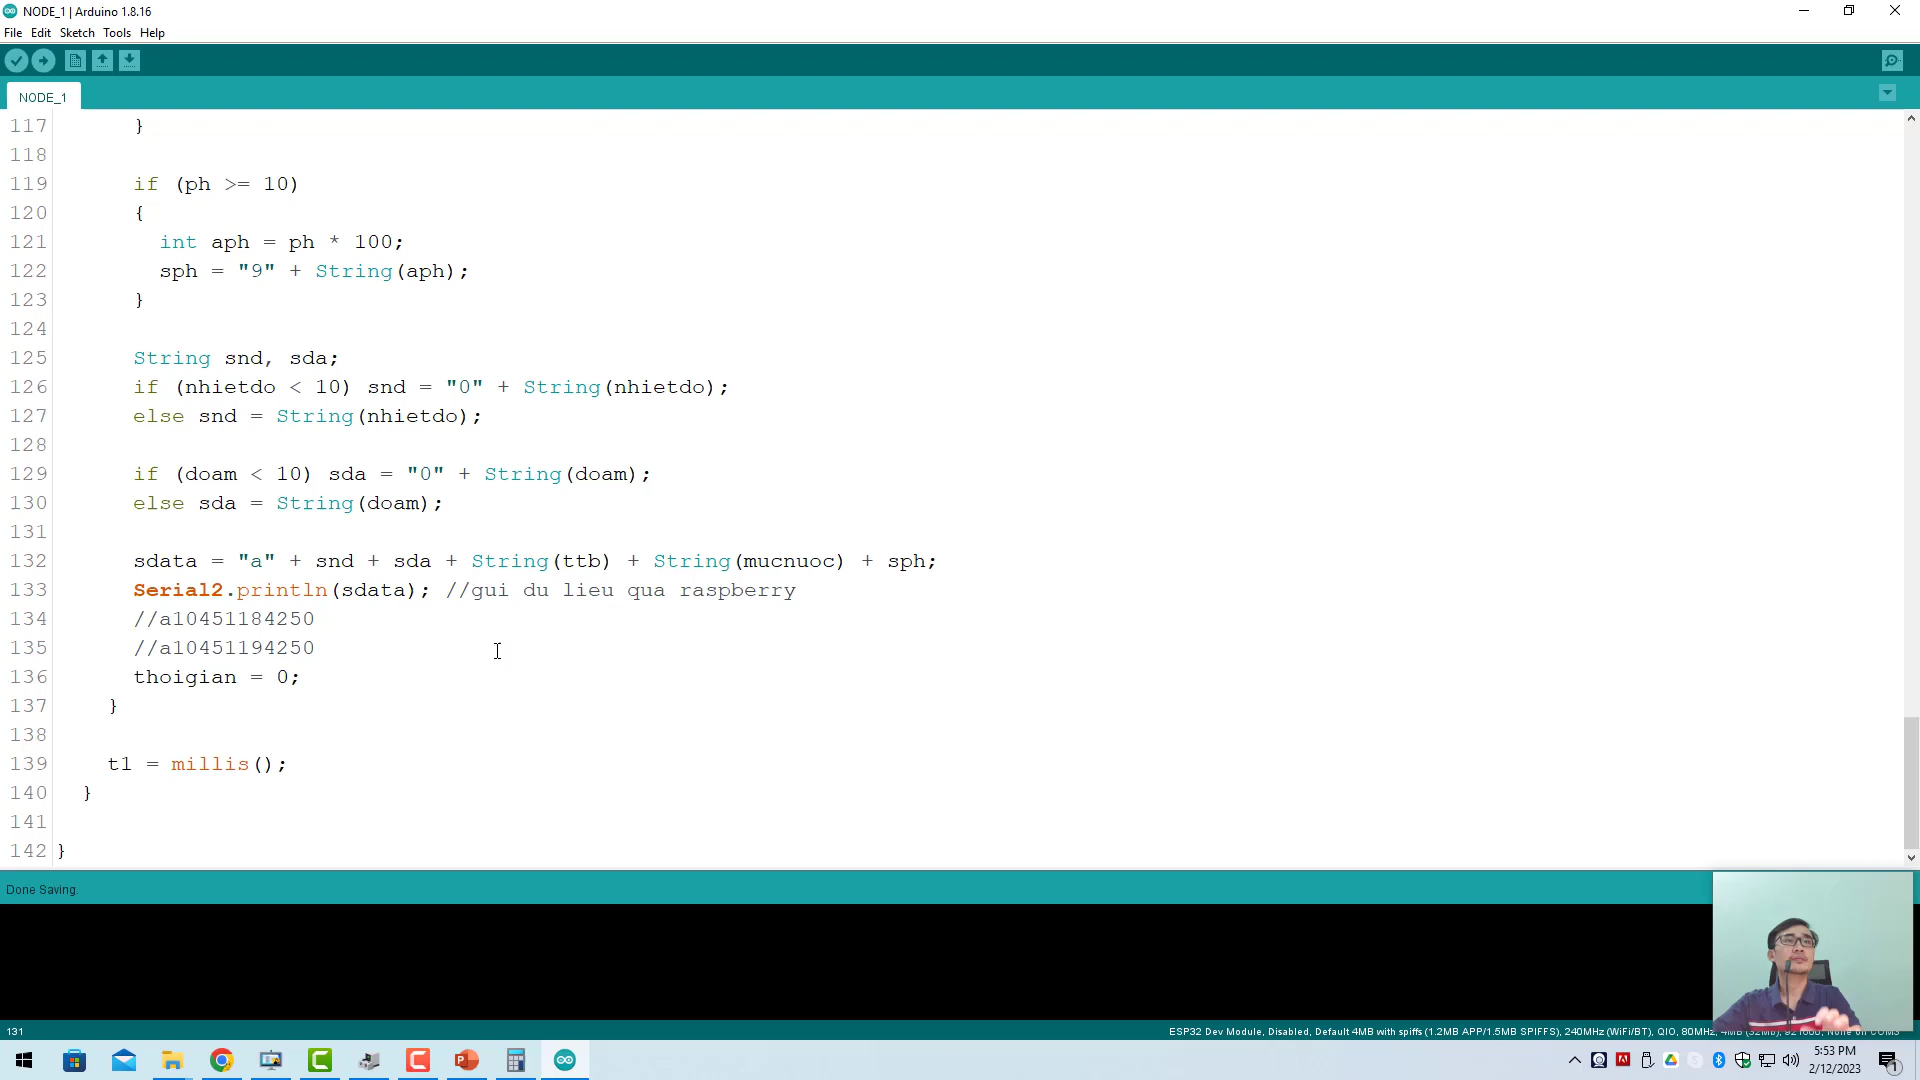 NODE_1 | Arduino 1.8.16
File Edit Sketch Tools Help
NODE_1
117 }
118
119 if (ph >= 10)
120 {
121 int aph = ph * 100;
122 sph = "9" + String(aph);
123 }
124
125 String snd, sda;
126 if (nhietdo < 10) snd = "0" + String(nhietdo);
127 else snd = String(nhietdo);
128
129 if (doam < 10) sda = "0" + String(doam);
130 else sda = String(doam);
131
132 sdata = "a" + snd + sda + String(ttb) + String(mucnuoc) + sph;
133 Serial2.println(sdata); //gui du lieu qua raspberry
134 //a10451184250
135 //a10451194250
136 thoigian = 0;
137 }
138
139 t1 = millis();
140 }
141
142 }
Done Saving.
131 ESP32 Dev Module, Disabled, Default 4MB with spiffs (1.2MB APP/1.5MB SPIFFS), 240MHz (WiFi/BT), QIO, 80MHz,
5:53 PM
2/12/2023